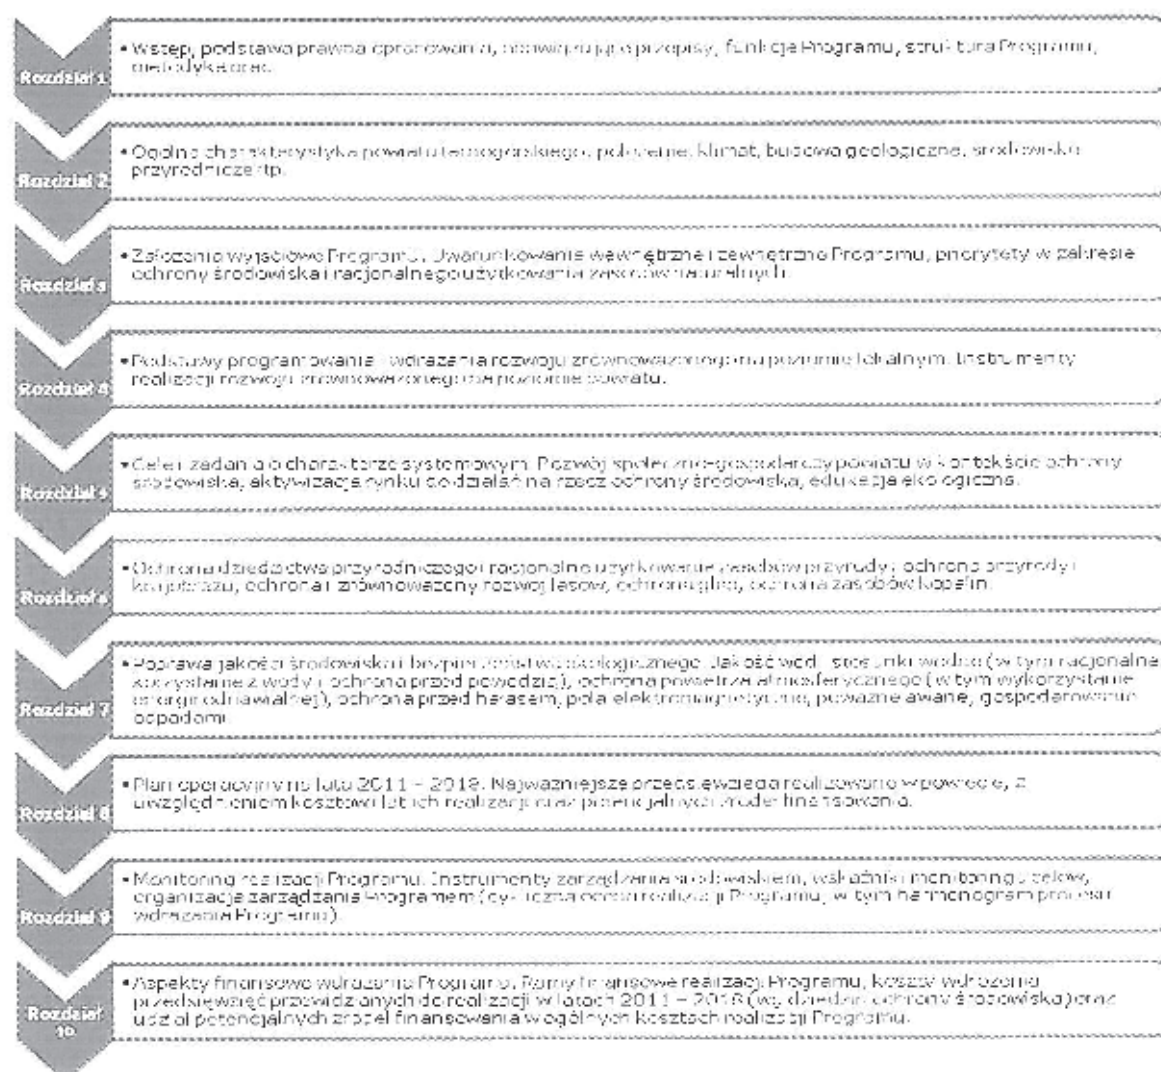 Rozdział 1
• Wstęp, podstawa prawna opracowania, obowiązujące przepisy, funkcje Programu, struktura Programu,
metodyka prac.
Rozdział 2
• Ogólna charakterystyka powiatu tarnogórskiego: położenie, klimat, budowa geologiczna, środowisko
przyrodnicze itp.
Rozdział 3
• Założenia wyjściowe Programu. Uwarunkowania wewnętrzne i zewnętrzne Programu, priorytety w zakresie
ochrony środowiska i racjonalnego użytkowania zasobów naturalnych.
Rozdział 4
• Podstawy programowania i wdrażania rozwoju zrównoważonego na poziomie lokalnym. Instrumenty
realizacji rozwoju zrównoważonego na poziomie powiatu.
Rozdział
• Cele i zadania o charakterze systemowym. Rozwój społeczno-gospodarczy powiatu w kontekście ochrony
środowiska, aktywizacja rynku do działań na rzecz ochrony środowiska, edukacja ekologiczna.
Rozdział 6
• Ochrona dziedzictwa przyrodniczego i racjonalne użytkowanie zasobów przyrody: ochrona przyrody i
krajobrazu, ochrona i zrównoważony rozwój lasów, ochrona gleb, ochrona zasobów kopalin.
Rozdział 7
• Poprawa jakości środowiska i bezpieczeństwa ekologicznego. Jakość wód i stosunki wodne (w tym racjonalne
korzystanie z wody i ochrona przed powodzią), ochrona powietrza atmosferycznego (w tym wykorzystanie
energii odnawialnej), ochrona przed hałasem, pola elektromagnetyczne, poważne awarie, gospodarowanie
odpadami.
Rozdział 8
• Plan operacyjny na lata 2011 – 2018. Najważniejsze przedsięwzięcia realizowane w powiecie, z
uwzględnieniem kosztów i lat ich realizacji oraz potencjalnych źródeł finansowania.
Rozdział 9
• Monitoring realizacji Programu. Instrumenty zarządzania środowiskiem, wskaźniki monitoringu celów,
organizacja zarządzania Programem (cykliczna ocena realizacji Programu, w tym harmonogram procesu
wdrażania Programu).
Rozdział
10
• Aspekty finansowe wdrażania Programu. Ramy finansowe realizacji Programu, koszty wdrożenia
przedsięwzięć przewidzianych do realizacji w latach 2011 – 2018 (wg dziedzin ochrony środowiska) oraz
udział potencjalnych źródeł finansowania w ogólnych kosztach realizacji Programu.